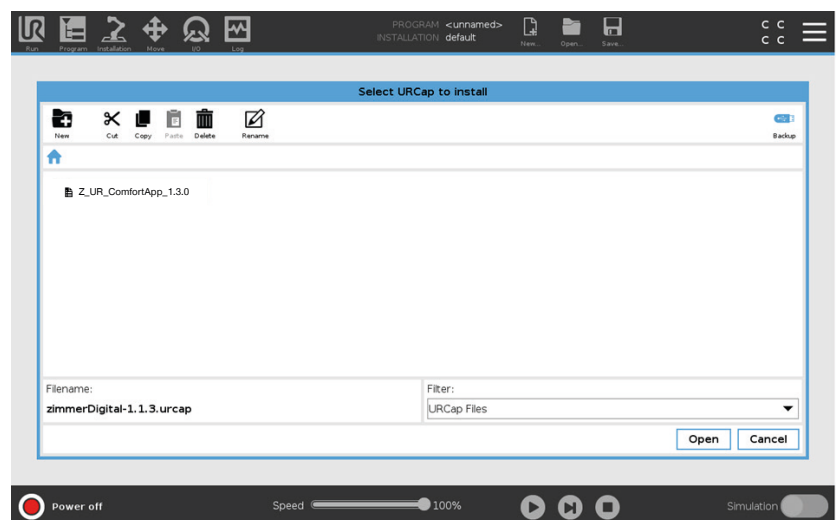 PROGRAM <unnamed>
INSTALLATION default
UR
Run
Program
Installation
Move
I/O
Log
New...
Open...
Save...
C C
C C
Select URCap to install
New
Cut
Copy
Paste
Delete
Rename
Backup
Z_UR_ComfortApp_1.3.0
Filename:
Filter:
zimmerDigital-1.1.3.urcap
URCap Files
Open
Cancel
Power off
Speed
100%
Simulation